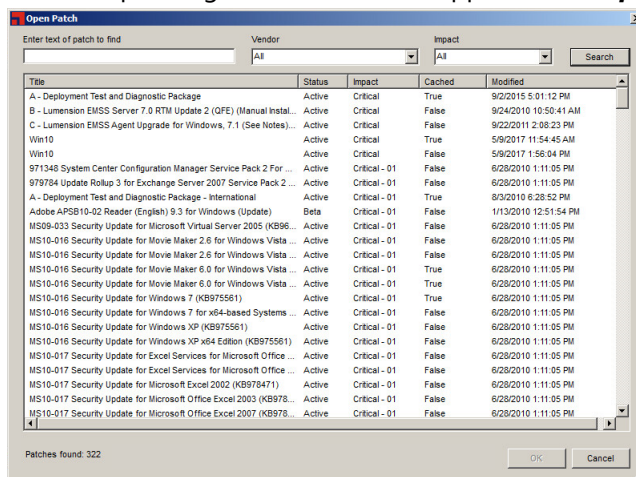 Open Patch
Enter text of patch to find Vendor Impact
All All Search
Title Status Impact Cached Modified
A - Deployment Test and Diagnostic Package Active Critical True 9/2/2015 5:01:12 PM
B - Lumension EMSS Server 7.0 RTM Update 2 (QFE) (Manual Instal... Active Critical False 9/24/2010 10:50:41 AM
C - Lumension EMSS Agent Upgrade for Windows, 7.1 (See Notes)... Active Critical False 9/22/2011 2:08:23 PM
Win10 Active Critical True 5/9/2017 11:54:45 AM
Win10 Active Critical False 5/9/2017 1:56:04 PM
971348 System Center Configuration Manager Service Pack 2 For ... Active Critical - 01 False 6/28/2010 1:11:05 PM
979784 Update Rollup 3 for Exchange Server 2007 Service Pack 2 ... Active Critical - 01 False 6/28/2010 1:11:05 PM
A - Deployment Test and Diagnostic Package - International Active Critical - 01 True 8/3/2010 6:28:52 PM
Adobe APSB10-02 Reader (English) 9.3 for Windows (Update) Beta Critical - 01 False 1/13/2010 12:51:54 PM
MS09-033 Security Update for Microsoft Virtual Server 2005 (KB96... Active Critical - 01 False 6/28/2010 1:11:05 PM
MS10-016 Security Update for Movie Maker 2.6 for Windows Vista ... Active Critical - 01 False 6/28/2010 1:11:05 PM
MS10-016 Security Update for Movie Maker 2.6 for Windows Vista ... Active Critical - 01 False 6/28/2010 1:11:05 PM
MS10-016 Security Update for Movie Maker 6.0 for Windows Vista ... Active Critical - 01 True 6/28/2010 1:11:05 PM
MS10-016 Security Update for Movie Maker 6.0 for Windows Vista ... Active Critical - 01 True 6/28/2010 1:11:05 PM
MS10-016 Security Update for Windows 7 (KB975561) Active Critical - 01 True 6/28/2010 1:11:05 PM
MS10-016 Security Update for Windows 7 for x64-based Systems ... Active Critical - 01 False 6/28/2010 1:11:05 PM
MS10-016 Security Update for Windows XP (KB975561) Active Critical - 01 False 6/28/2010 1:11:05 PM
MS10-016 Security Update for Windows XP x64 Edition (KB975561) Active Critical - 01 False 6/28/2010 1:11:05 PM
MS10-017 Security Update for Excel Services for Microsoft Office ... Active Critical - 01 False 6/28/2010 1:11:05 PM
MS10-017 Security Update for Excel Services for Microsoft Office ... Active Critical - 01 False 6/28/2010 1:11:05 PM
MS10-017 Security Update for Microsoft Excel 2002 (KB978471) Active Critical - 01 False 6/28/2010 1:11:05 PM
MS10-017 Security Update for Microsoft Office Excel 2003 (KB978... Active Critical - 01 False 6/28/2010 1:11:05 PM
MS10-017 Security Update for Microsoft Office Excel 2007 (KB978... Active Critical - 01 False 6/28/2010 1:11:05 PM
Patches found: 322 OK Cancel